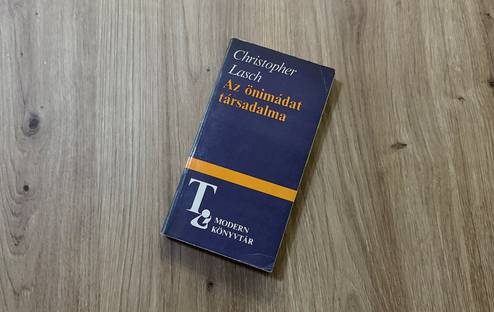 Christopher
Lasch
Az önimádat
társadalma
MODERN
KÖNYVTÁR